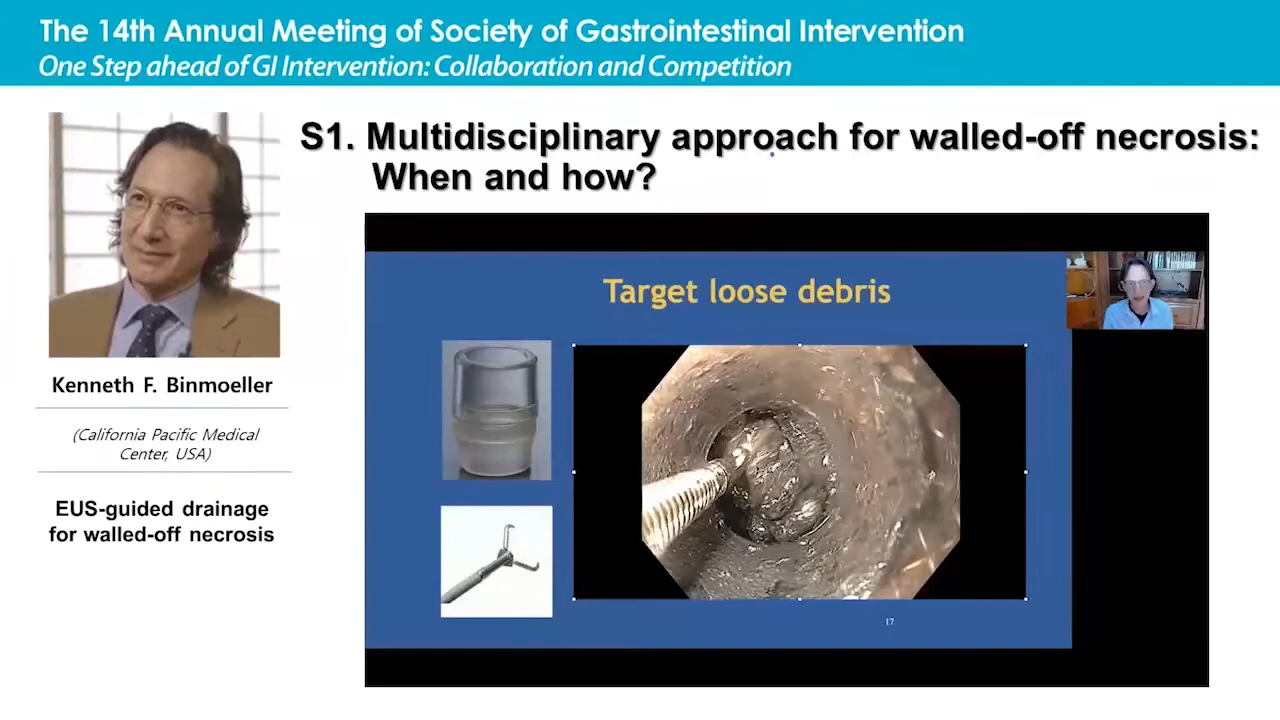 The 14th Annual Meeting of Society of Gastrointestinal Intervention
One Step ahead of GI Intervention: Collaboration and Competition
S1. Multidisciplinary approach for walled-off necrosis:
When and how?
Kenneth F. Binmoeller
(California Pacific Medical
Center, USA)
EUS-guided drainage
for walled-off necrosis
Target loose debris
17